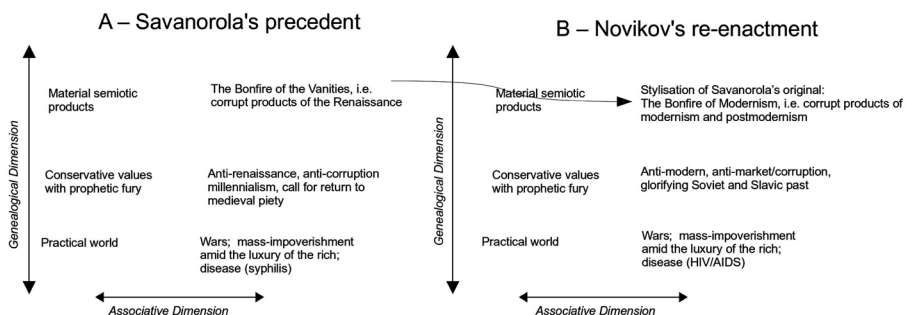 A – Savanorola's precedent
Genealogical Dimension
Material semiotic
products
The Bonfire of the Vanities, i.e.
corrupt products of the Renaissance
Conservative values
with prophetic fury
Anti-renaissance, anti-corruption
millennialism, call for return to
medieval piety
Practical world
Wars; mass-impoverishment
amid the luxury of the rich;
disease (syphilis)
Associative Dimension
B – Novikov's re-enactment
Genealogical Dimension
Material semiotic
products
Stylisation of Savanorola's original:
The Bonfire of Modernism, i.e. corrupt products of
modernism and postmodernism
Conservative values
with prophetic fury
Anti-modern, anti-market/corruption,
glorifying Soviet and Slavic past
Practical world
Wars; mass-impoverishment
amid the luxury of the rich;
disease (HIV/AIDS)
Associative Dimension